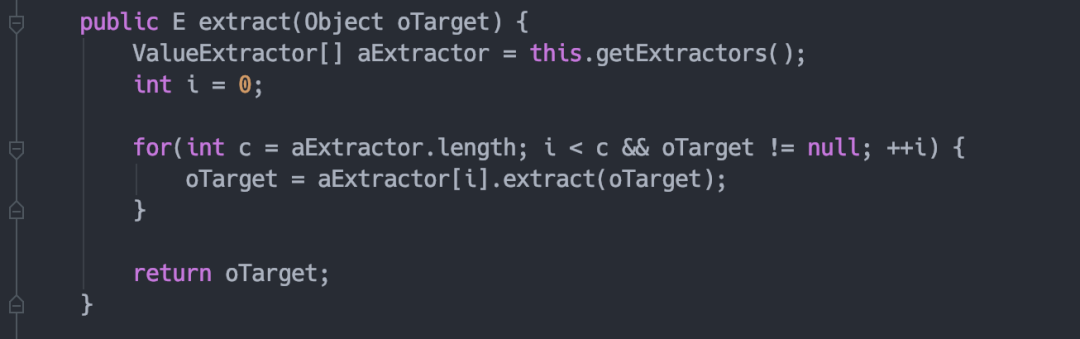 public E extract(Object oTarget) {
    ValueExtractor[] aExtractor = this.getExtractors();
    int i = 0;

    for(int c = aExtractor.length; i < c && oTarget != null; ++i) {
        oTarget = aExtractor[i].extract(oTarget);
    }

    return oTarget;
}